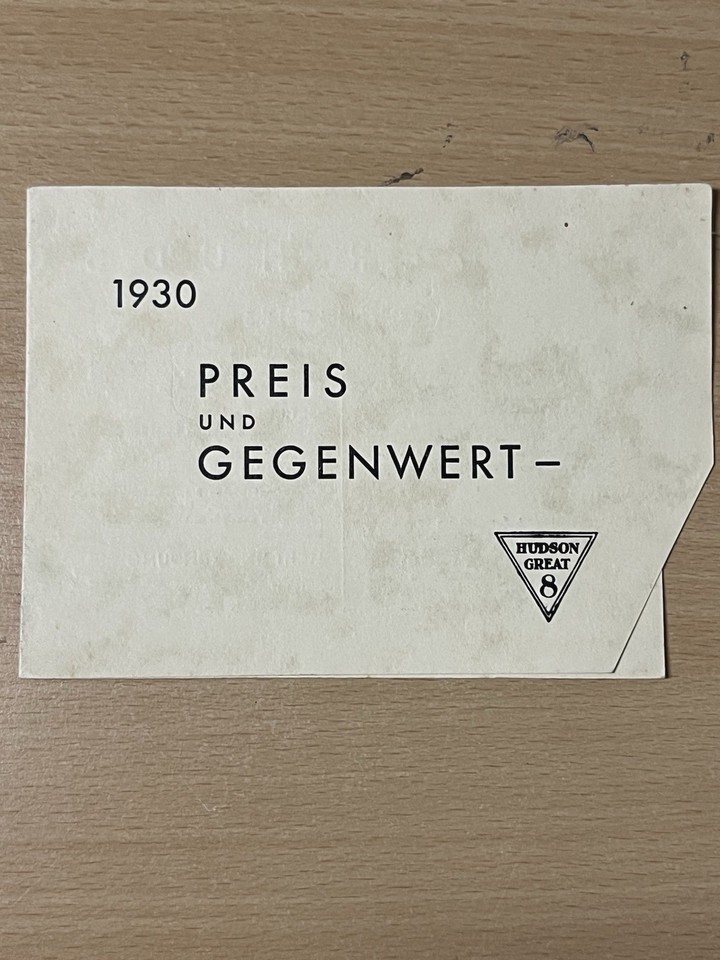 1930
PREIS
UND
GEGENWERT –
HUDSON
GREAT
8